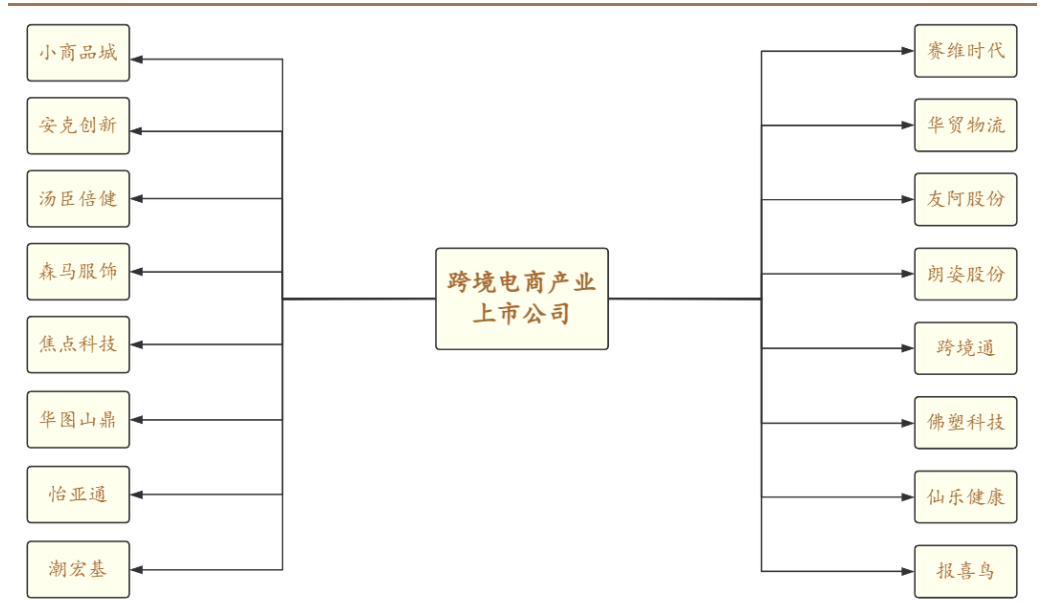 小商品城
安克创新
汤臣倍健
森马服饰
焦点科技
华图山鼎
怡亚通
潮宏基
跨境电商产业
上市公司
赛维时代
华贸物流
友阿股份
朗姿股份
跨境通
佛塑科技
仙乐健康
报喜鸟